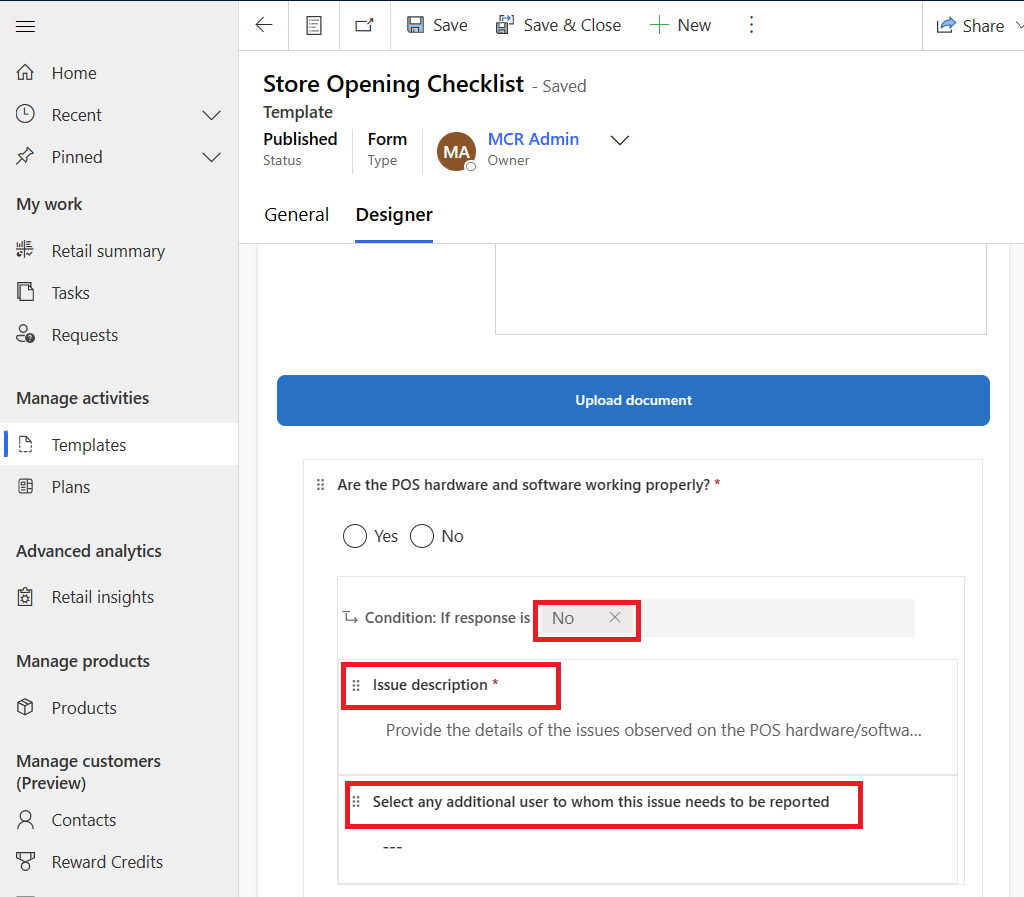 Save
Save & Close
New
Share
Home
Recent
Pinned
My work
Retail summary
Tasks
Requests
Manage activities
Templates
Plans
Advanced analytics
Retail insights
Manage products
Products
Manage customers
(Preview)
Contacts
Reward Credits
Store Opening Checklist - Saved
Template
Published
Status
Form
Type
MA
MCR Admin
Owner
General
Designer
Upload document
Are the POS hardware and software working properly? *
Yes
No
Condition: If response is
No
Issue description *
Provide the details of the issues observed on the POS hardware/softwa...
Select any additional user to whom this issue needs to be reported
---